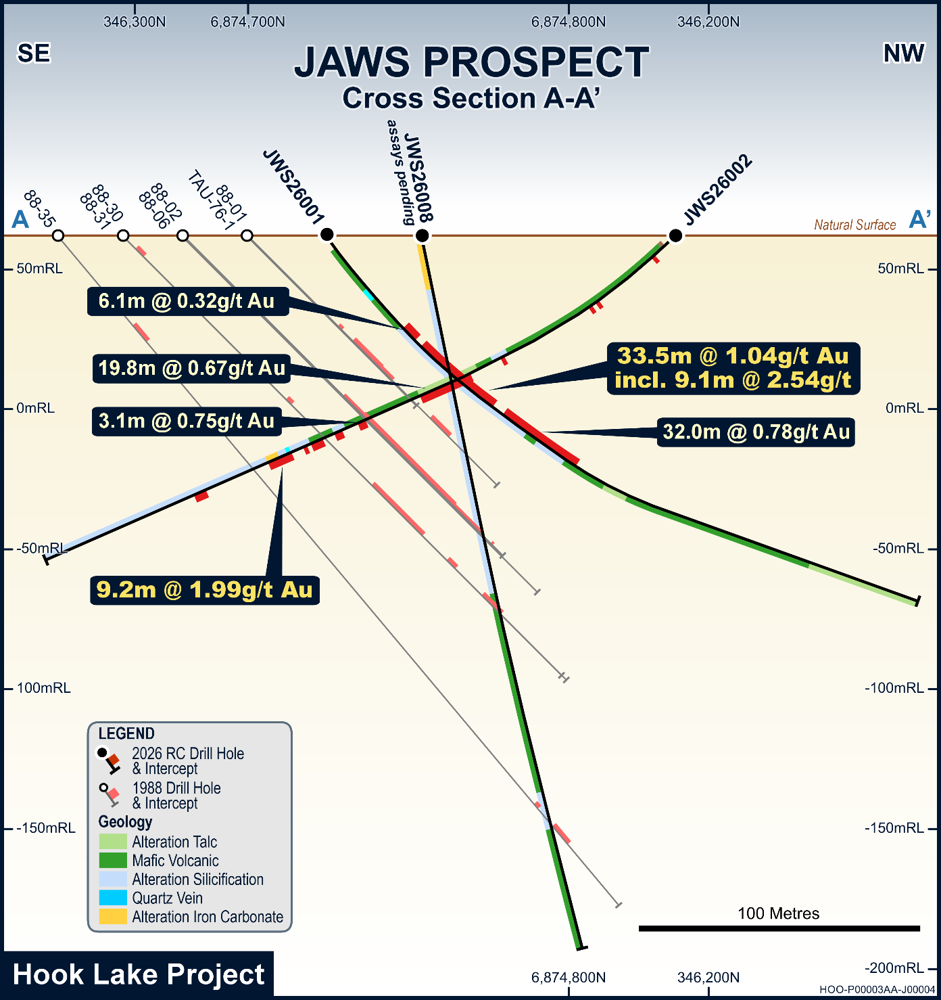 346,300N
6,874,700N
6,874,800N
346,200N
SE
NW
JAWS PROSPECT
Cross Section A-A’
88-35
88-30
88-31
88-02
88-06
88-01
TAU-76-1
JWS26001
JWS26008
assays pending
JWS26002
A
A’
Natural Surface
50mRL
50mRL
6.1m @ 0.32g/t Au
19.8m @ 0.67g/t Au
33.5m @ 1.04g/t Au
incl. 9.1m @ 2.54g/t
0mRL
0mRL
3.1m @ 0.75g/t Au
32.0m @ 0.78g/t Au
-50mRL
-50mRL
9.2m @ 1.99g/t Au
100mRL
-100mRL
LEGEND
2026 RC Drill Hole
& Intercept
1988 Drill Hole
& Intercept
Geology
Alteration Talc
Mafic Volcanic
Alteration Silicification
Quartz Vein
Alteration Iron Carbonate
-150mRL
-150mRL
100 Metres
-200mRL
Hook Lake Project
6,874,800N
346,200N
HOO-P00003AA-J00004